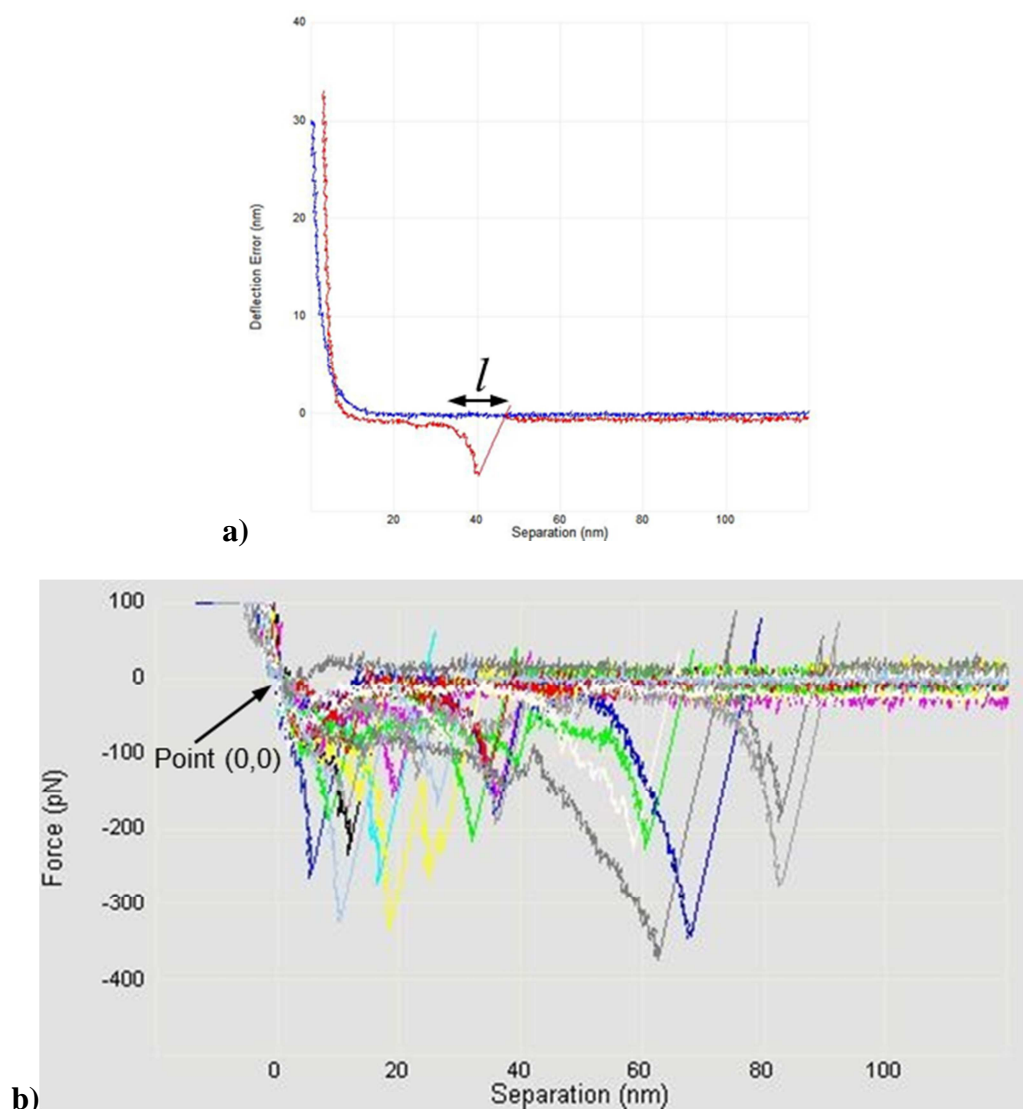 40
30
20
10
0
Deflection Error (nm)
l
20 40 60 80 100
Separation (nm)
a)
100
0
-100
-200
-300
-400
Force (pN)
Point (0,0)
0 20 40 60 80 100
Separation (nm)
b)